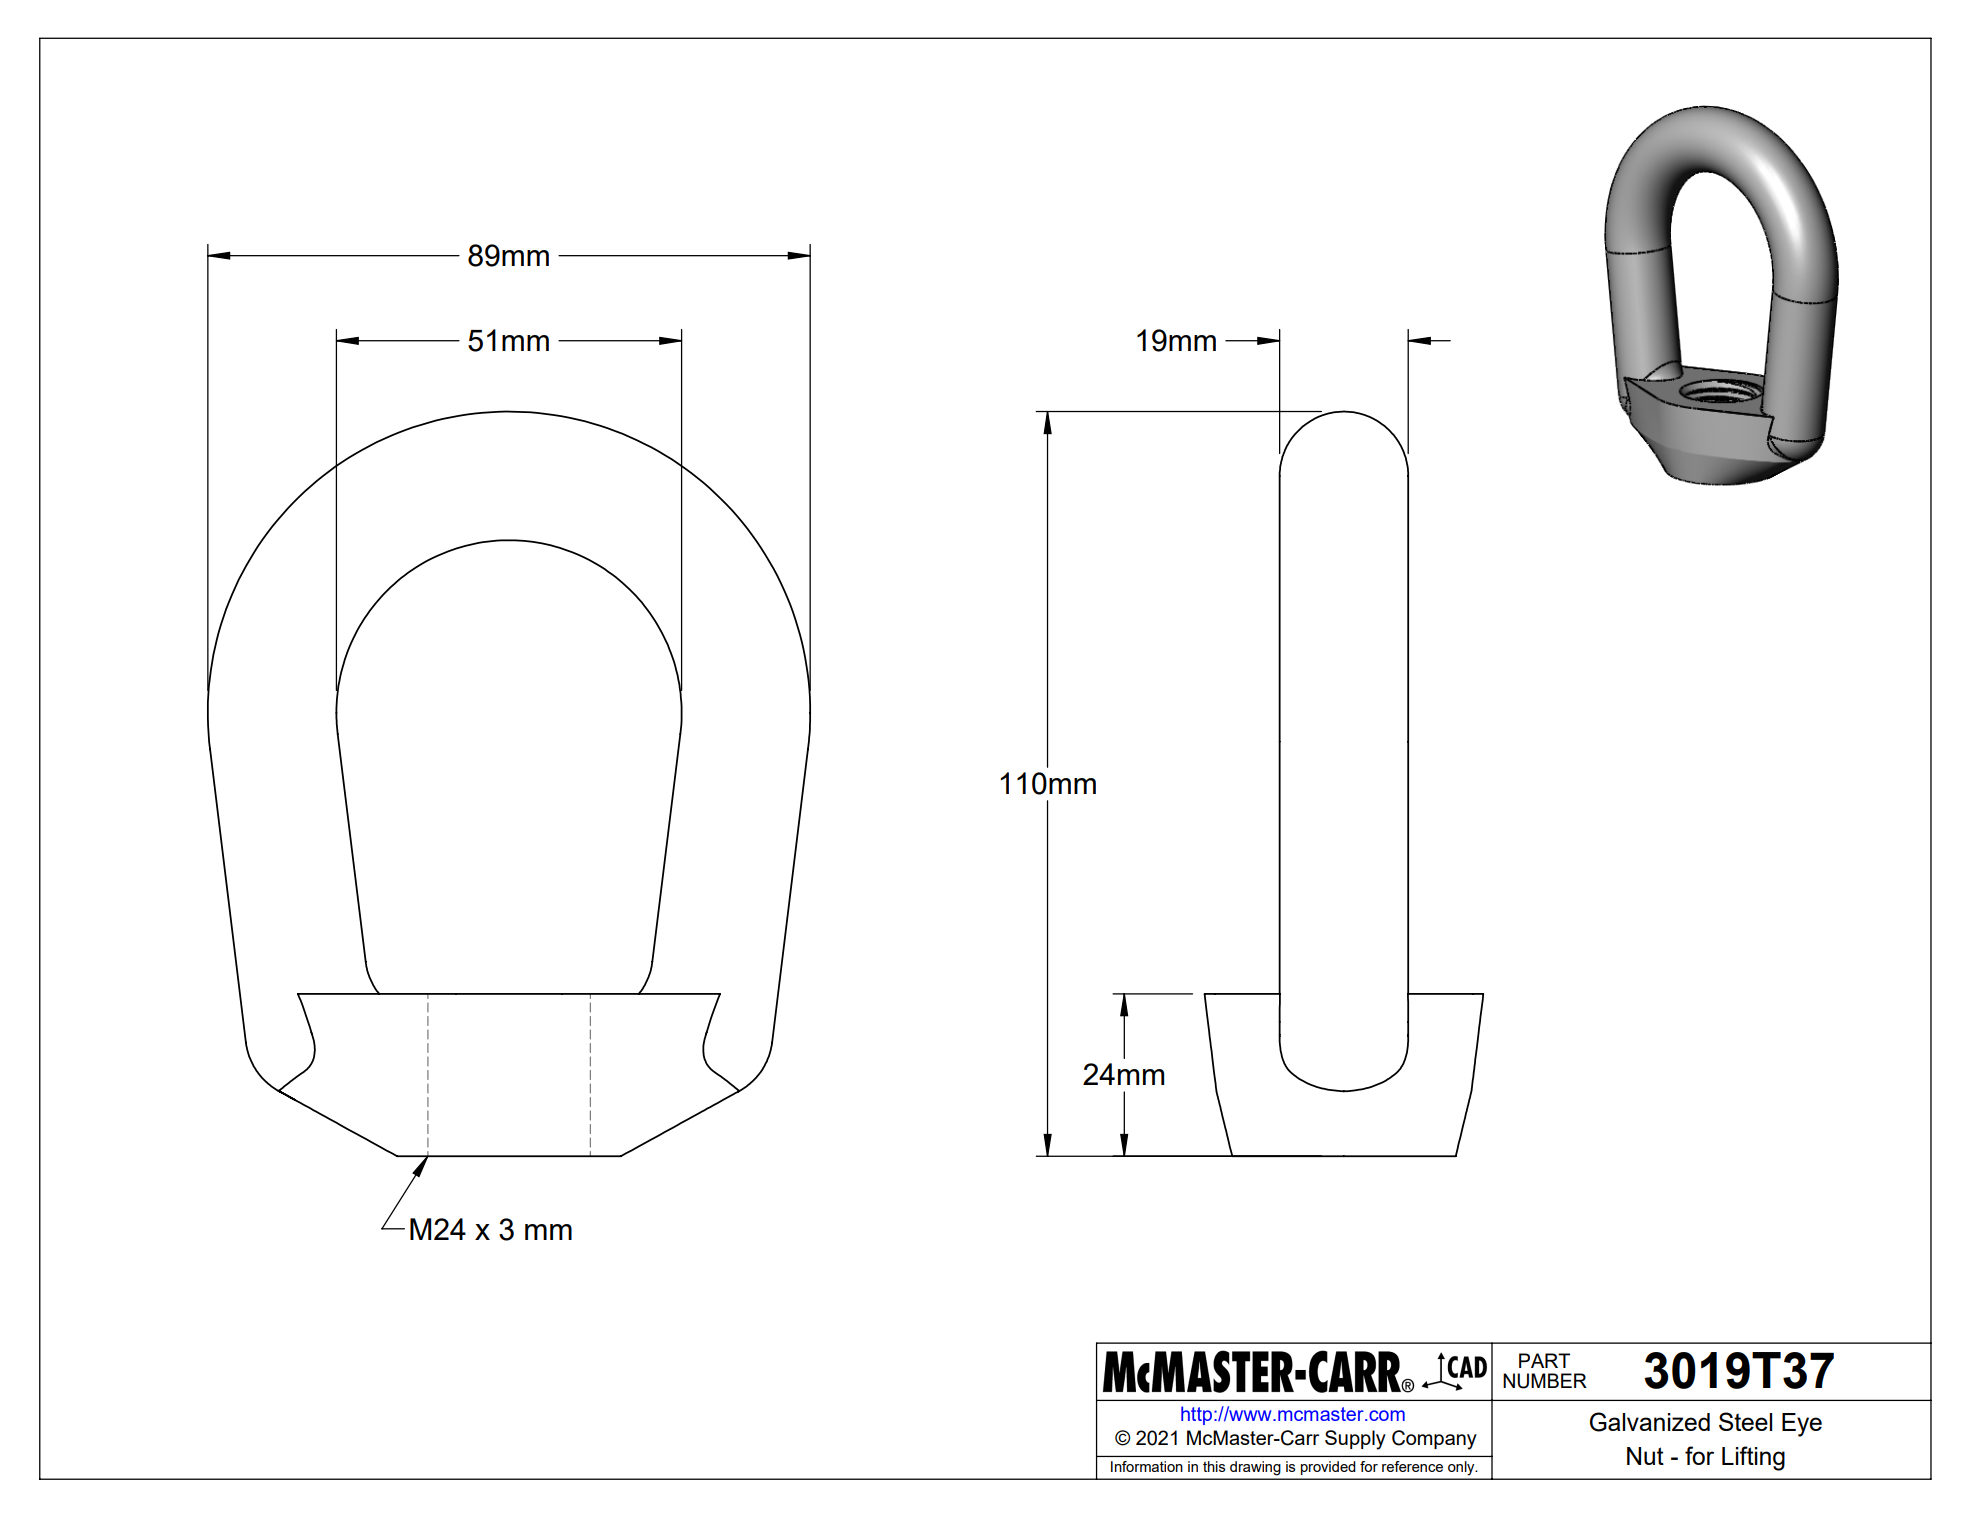 89mm
51mm
19mm
110mm
24mm
M24 x 3 mm
McMASTER-CARR® CAD
http://www.mcmaster.com
© 2021 McMaster-Carr Supply Company
Information in this drawing is provided for reference only.
PART
NUMBER
3019T37
Galvanized Steel Eye
Nut - for Lifting